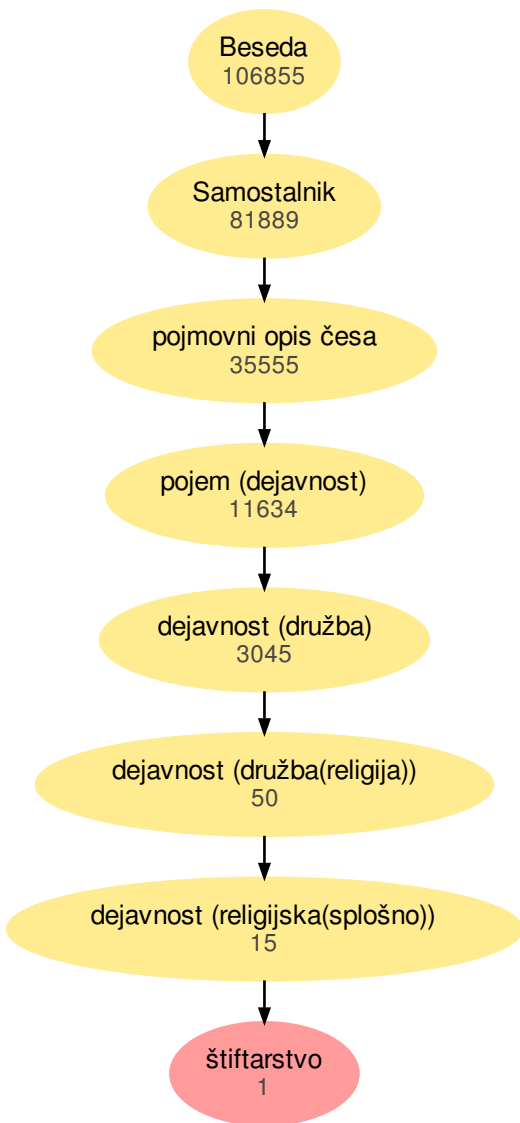 Beseda
106855
Samostalnik
81889
pojmovni opis česa
35555
pojem (dejavnost)
11634
dejavnost (družba)
3045
dejavnost (družba(religija))
50
dejavnost (religijska(splošno))
15
štiftarstvo
1